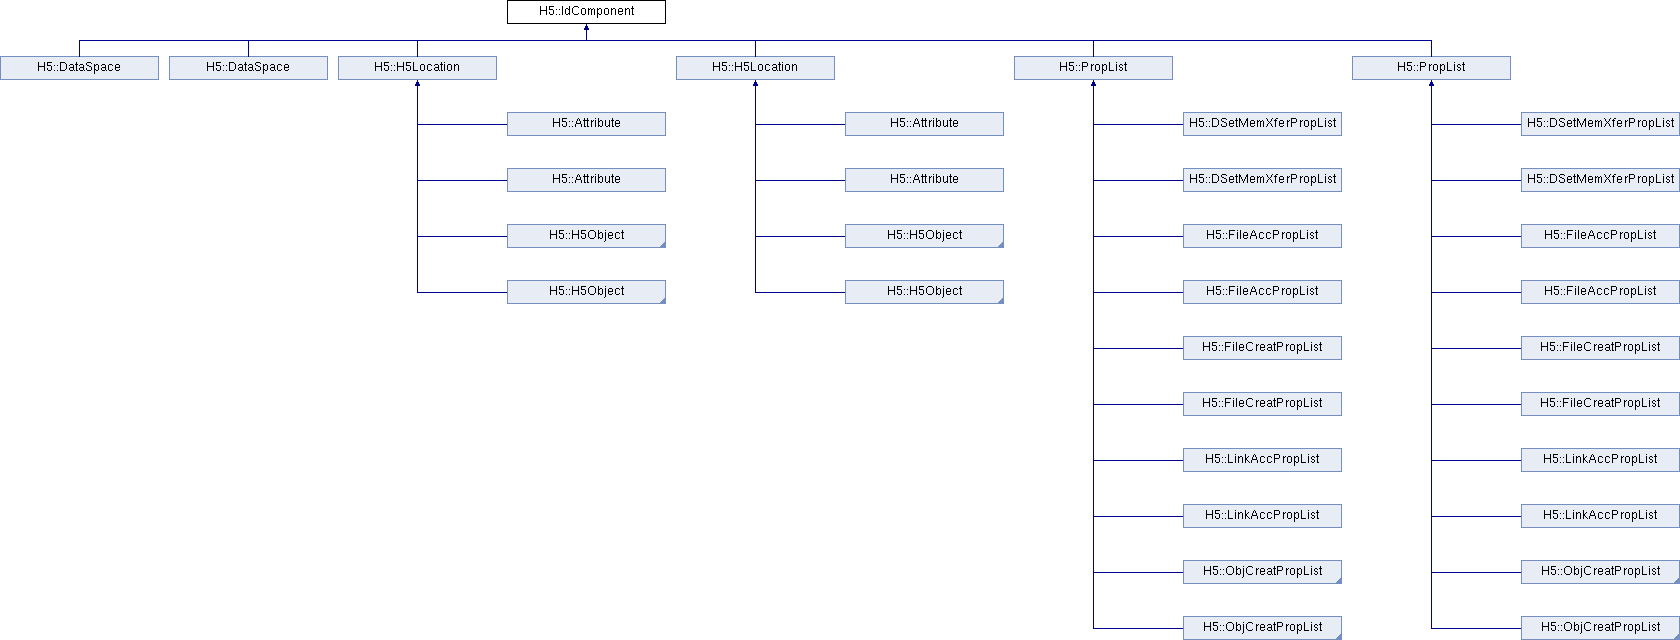 H5::IdComponent
H5::DataSpace H5::DataSpace H5::H5Location H5::H5Location H5::PropList H5::PropList
H5::Attribute H5::Attribute H5::DSetMemXferPropList H5::DSetMemXferPropList
H5::Attribute H5::Attribute H5::DSetMemXferPropList H5::DSetMemXferPropList
H5::H5Object H5::H5Object H5::FileAccPropList H5::FileAccPropList
H5::H5Object H5::H5Object H5::FileAccPropList H5::FileAccPropList
H5::FileCreatPropList H5::FileCreatPropList
H5::FileCreatPropList H5::FileCreatPropList
H5::LinkAccPropList H5::LinkAccPropList
H5::LinkAccPropList H5::LinkAccPropList
H5::ObjCreatPropList H5::ObjCreatPropList
H5::ObjCreatPropList H5::ObjCreatPropList